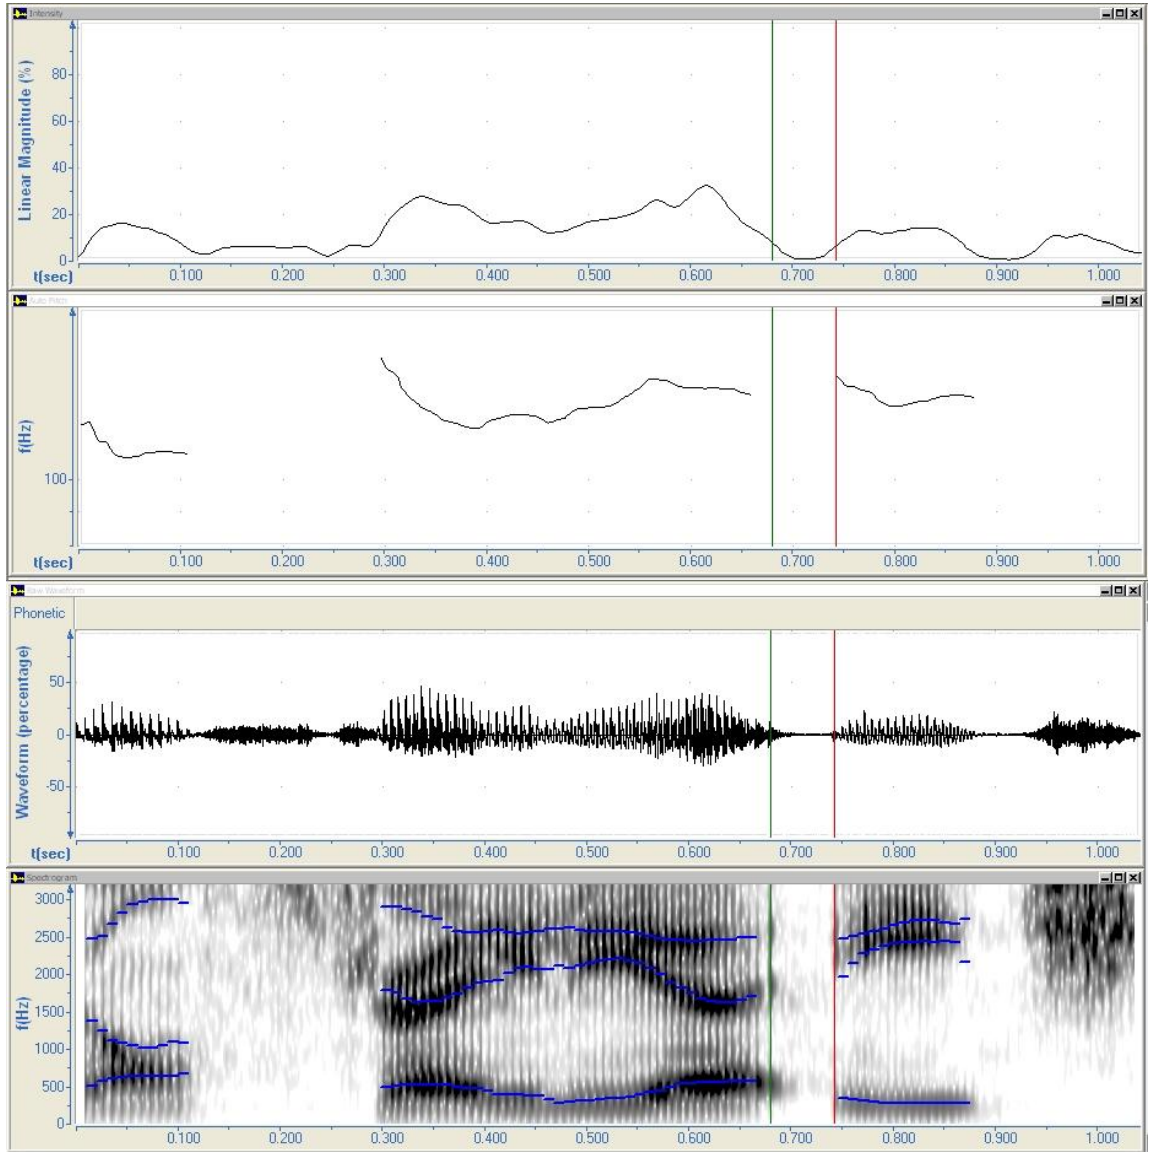 Intensity
Linear Magnitude (%)
80
60
40
20
0
t(sec)
0.100 0.200 0.300 0.400 0.500 0.600 0.700 0.800 0.900 1.000
Auto Pitch
f(Hz)
100
t(sec)
0.100 0.200 0.300 0.400 0.500 0.600 0.700 0.800 0.900 1.000
Raw Waveform
Phonetic
Waveform (percentage)
50
0
-50
t(sec)
0.100 0.200 0.300 0.400 0.500 0.600 0.700 0.800 0.900 1.000
Spectrogram
f(Hz)
3000
2500
2000
1500
1000
500
0
t(sec)
0.100 0.200 0.300 0.400 0.500 0.600 0.700 0.800 0.900 1.000